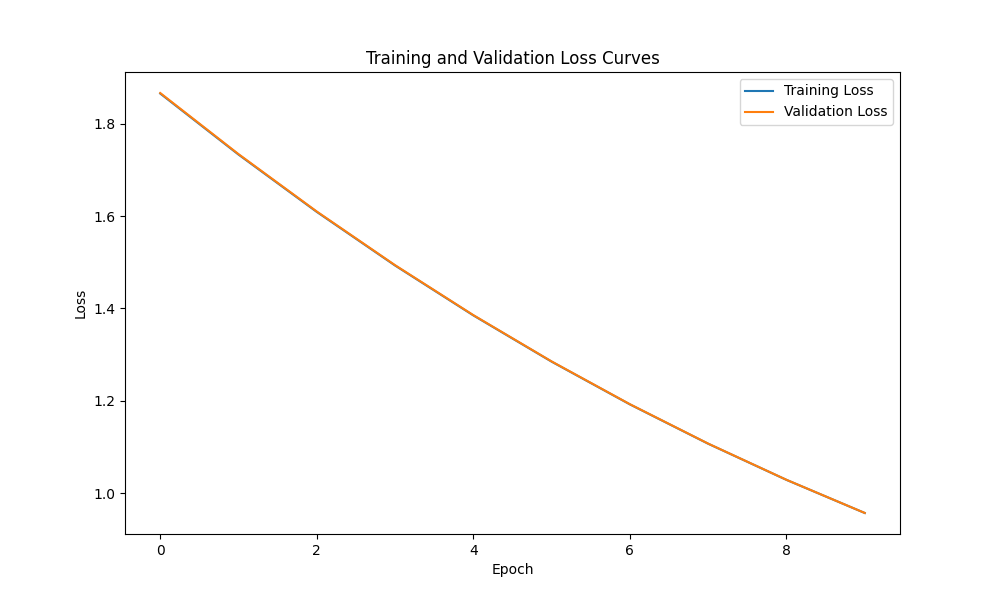 Training and Validation Loss Curves
Training Loss
Validation Loss
1.8
1.6
1.4
1.2
1.0
Loss
0 2 4 6 8
Epoch